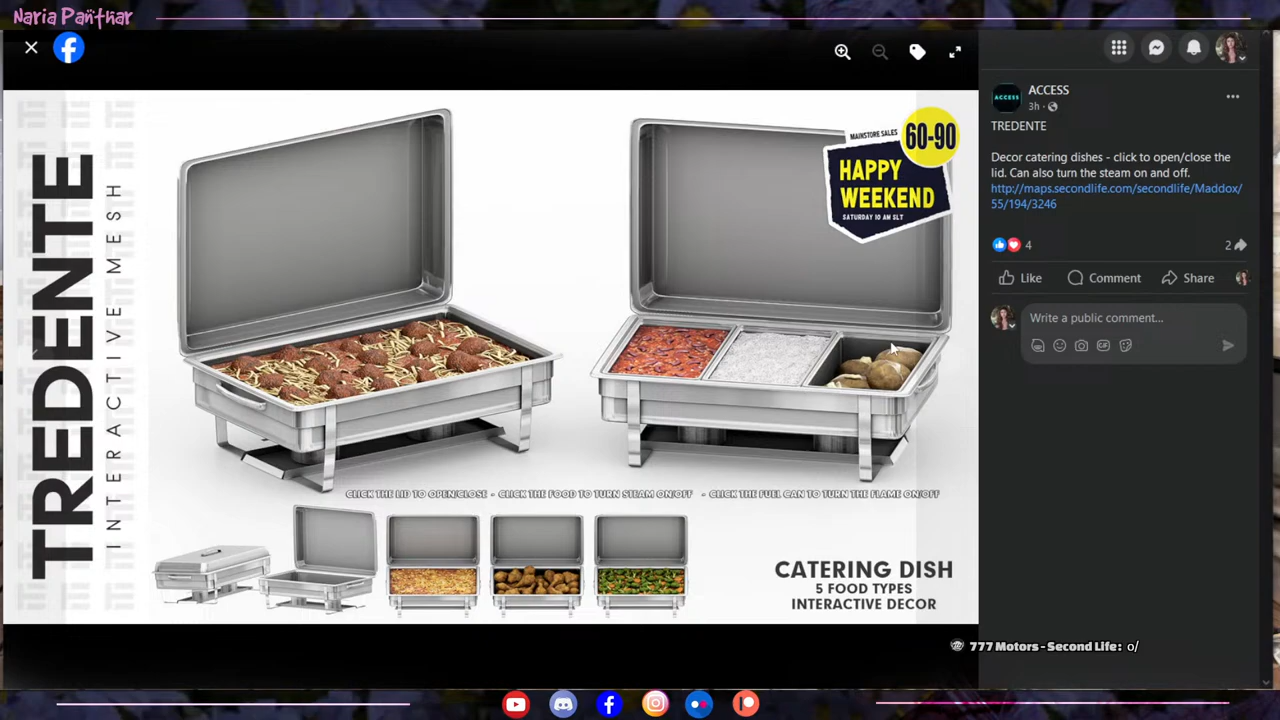 Naria Panthar
ACCESS
ACCESS
3h
TREDENTE
Decor catering dishes - click to open/close the
lid. Can also turn the steam on and off.
http://maps.secondlife.com/secondlife/Maddox/
55/194/3246
4
2
Like
Comment
Share
Write a public comment...
GIF
TREDENTE
INTERACTIVE MESH
MAINSTORE SALES
60-90
HAPPY
WEEKEND
SATURDAY 10 AM SLT
CLICK THE LID TO OPEN/CLOSE - CLICK THE FOOD TO TURN STEAM ON/OFF - CLICK THE FUEL CAN TO TURN THE FLAME ON/OFF
CATERING DISH
5 FOOD TYPES
INTERACTIVE DECOR
777 Motors - Second Life: o/